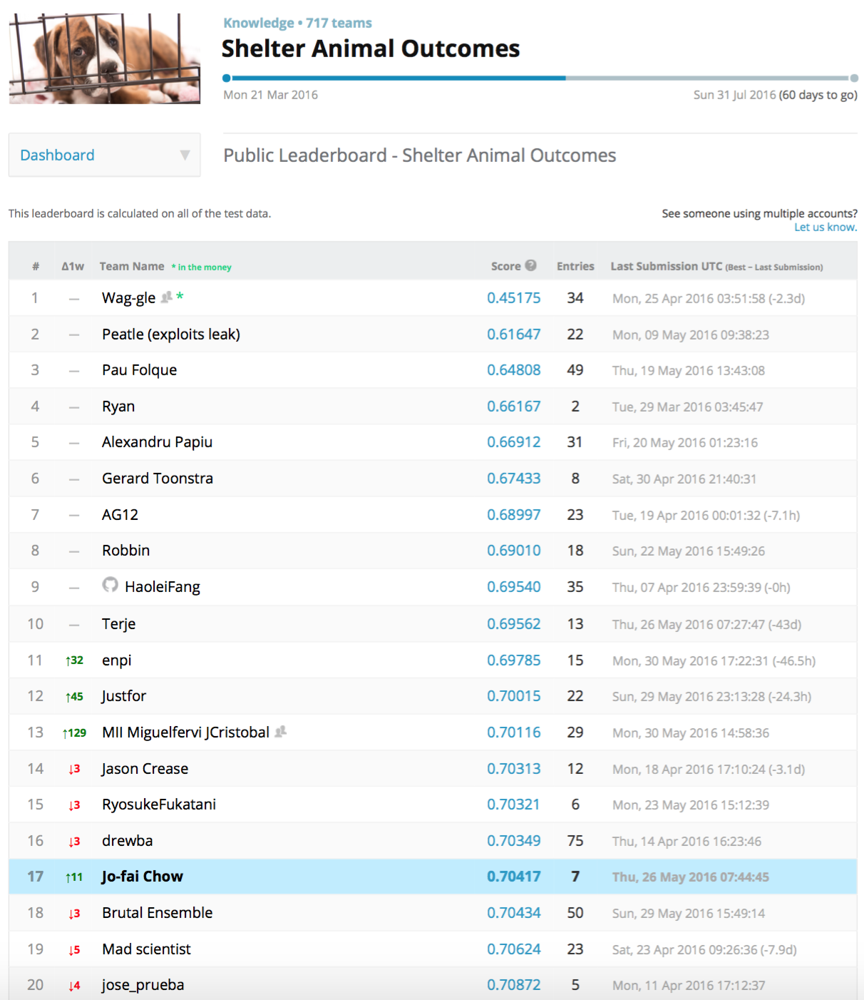 Knowledge • 717 teams
Shelter Animal Outcomes
Mon 21 Mar 2016 Sun 31 Jul 2016 (60 days to go)
Dashboard ▼ Public Leaderboard - Shelter Animal Outcomes
This leaderboard is calculated on all of the test data. See someone using multiple accounts?
Let us know.
# Δ1w Team Name * in the money Score ? Entries Last Submission UTC (Best − Last Submission)
1 — Wag-gle * 0.45175 34 Mon, 25 Apr 2016 03:51:58 (-2.3d)
2 — Peatle (exploits leak) 0.61647 22 Mon, 09 May 2016 09:38:23
3 — Pau Folque 0.64808 49 Thu, 19 May 2016 13:43:08
4 — Ryan 0.66167 2 Tue, 29 Mar 2016 03:45:47
5 — Alexandru Papiu 0.66912 31 Fri, 20 May 2016 01:23:16
6 — Gerard Toonstra 0.67433 8 Sat, 30 Apr 2016 21:40:31
7 — AG12 0.68997 23 Tue, 19 Apr 2016 00:01:32 (-7.1h)
8 — Robbin 0.69010 18 Sun, 22 May 2016 15:49:26
9 — HaoleiFang 0.69540 35 Thu, 07 Apr 2016 23:59:39 (-0h)
10 — Terje 0.69562 13 Thu, 26 May 2016 07:27:47 (-43d)
11 ↑32 enpi 0.69785 15 Mon, 30 May 2016 17:22:31 (-46.5h)
12 ↑45 Justfor 0.70015 22 Sun, 29 May 2016 23:13:28 (-24.3h)
13 ↑129 MII Miguelfervi JCristobal 0.70116 29 Mon, 30 May 2016 14:58:36
14 ↓3 Jason Crease 0.70313 12 Mon, 18 Apr 2016 17:10:24 (-3.1d)
15 ↓3 RyosukeFukatani 0.70321 6 Mon, 23 May 2016 15:12:39
16 ↓3 drewba 0.70349 75 Thu, 14 Apr 2016 16:23:46
17 ↑11 Jo-fai Chow 0.70417 7 Thu, 26 May 2016 07:44:45
18 ↓3 Brutal Ensemble 0.70434 50 Sun, 29 May 2016 15:49:14
19 ↓5 Mad scientist 0.70624 23 Sat, 23 Apr 2016 09:26:36 (-7.9d)
20 ↓4 jose_prueba 0.70872 5 Mon, 11 Apr 2016 17:12:37